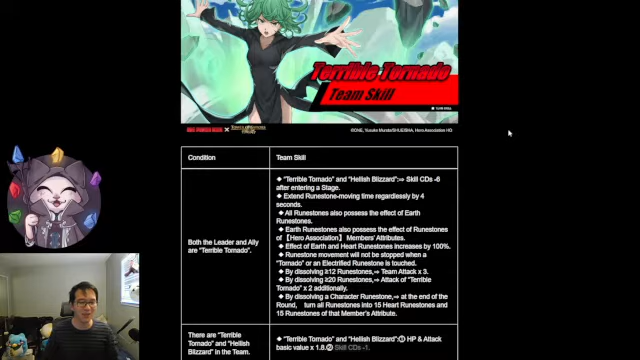 Terrible Tornado
Team Skill
ONE PUNCH MAN
×
©ONE, Yusuke Murata/SHUEISHA, Hero Association HQ
Condition
Team Skill
Both the Leader and Ally
are "Terrible Tornado".
◆ "Terrible Tornado" and "Hellish Blizzard":⇒ Skill CDs -6
after entering a Stage.
◆ Extend Runestone-moving time regardlessly by 4
seconds.
◆ All Runestones also possess the effect of Earth
Runestones.
◆ Earth Runestones also possess the effect of Runestones
of 【Hero Association】 Members' Attributes.
◆ Effect of Earth and Heart Runestones increases by 100%.
◆ Runestone movement will not be stopped when a
"Tornado" or an Electrified Runestone is touched.
◆ By dissolving ≥12 Runestones,⇒ Team Attack x 3.
◆ By dissolving ≥20 Runestones,⇒ Attack of "Terrible
Tornado" x 2 additionally.
◆ By dissolving a Character Runestone,⇒ at the end of the
Round, turn all Runestones into 15 Heart Runestones and
15 Runestones of that Member's Attribute.
There are "Terrible
Tornado" and "Hellish
Blizzard" in the Team.
◆ "Terrible Tornado" and "Hellish Blizzard":① HP & Attack
basic value x 1.8.② Skill CDs -1.